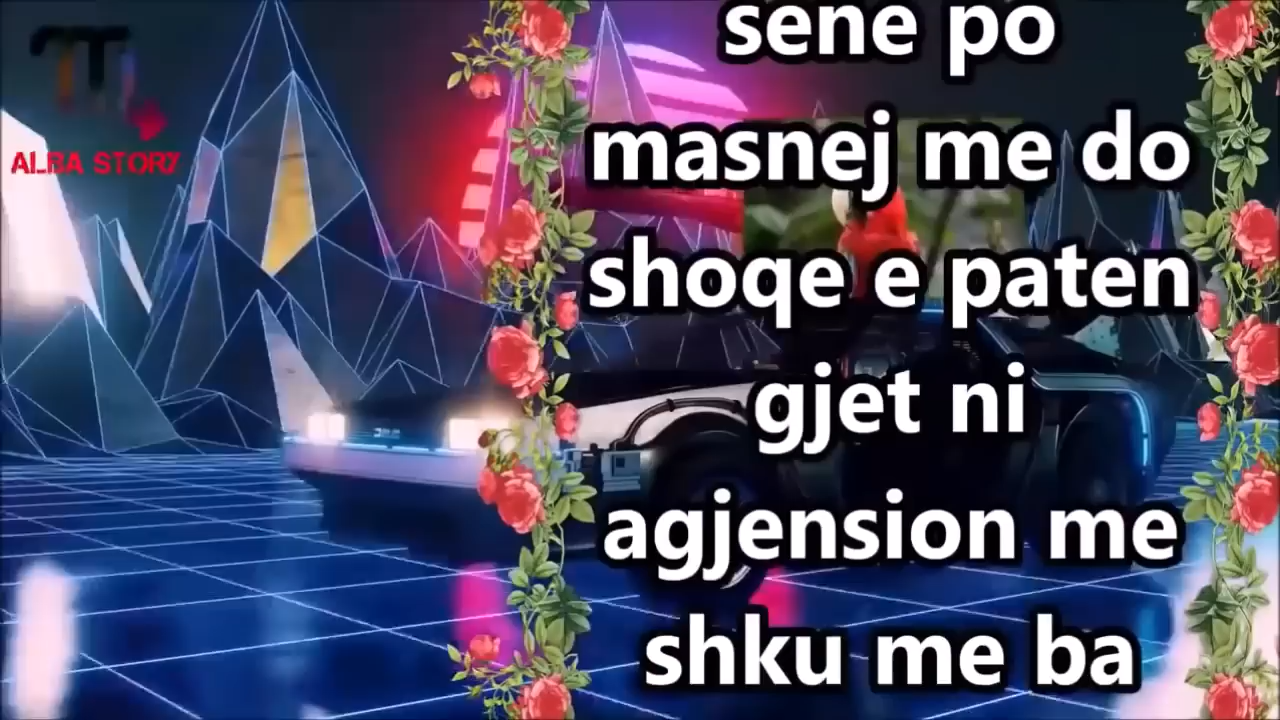 ALBA STORY
sene po
masnej me do
shoqe e paten
gjet ni
agjension me
shku me ba